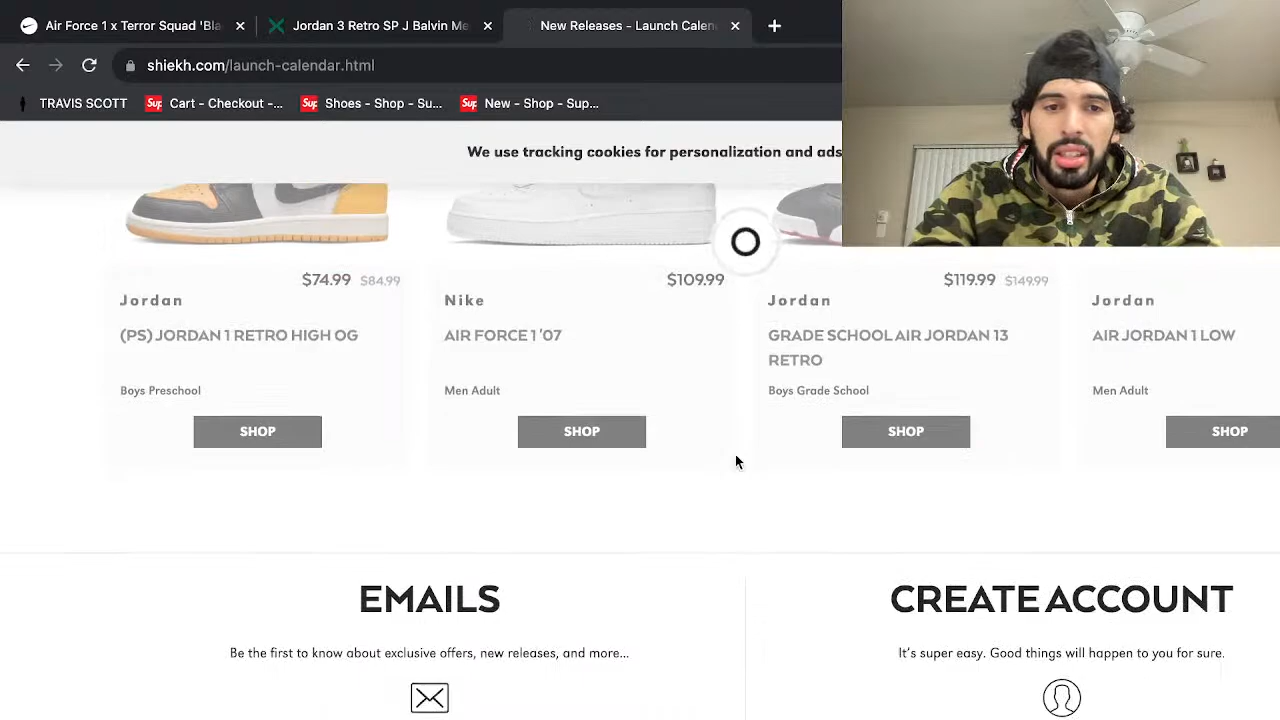 Air Force 1 x Terror Squad 'Bla
Jordan 3 Retro SP J Balvin Me
New Releases - Launch Calen
shiekh.com/launch-calendar.html
TRAVIS SCOTT
Sup Cart - Checkout -...
Sup Shoes - Shop - Su...
Sup New - Shop - Sup...
We use tracking cookies for personalization and ads
$74.99 $84.99
Jordan
(PS) JORDAN 1 RETRO HIGH OG
Boys Preschool
SHOP
$109.99
Nike
AIR FORCE 1 '07
Men Adult
SHOP
$119.99 $149.99
Jordan
GRADE SCHOOL AIR JORDAN 13
RETRO
Boys Grade School
SHOP
Jordan
AIR JORDAN 1 LOW
Men Adult
SHOP
EMAILS
Be the first to know about exclusive offers, new releases, and more...
CREATE ACCOUNT
It's super easy. Good things will happen to you for sure.